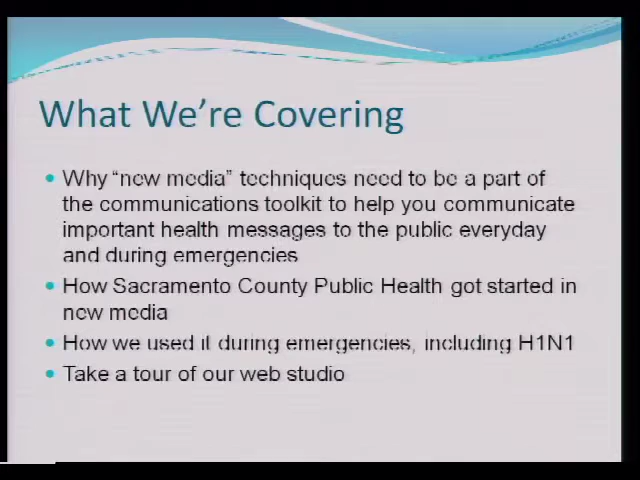 What We're Covering
Why “new media” techniques need to be a part of
the communications toolkit to help you communicate
important health messages to the public everyday
and during emergencies
How Sacramento County Public Health got started in
new media
How we used it during emergencies, including H1N1
Take a tour of our web studio